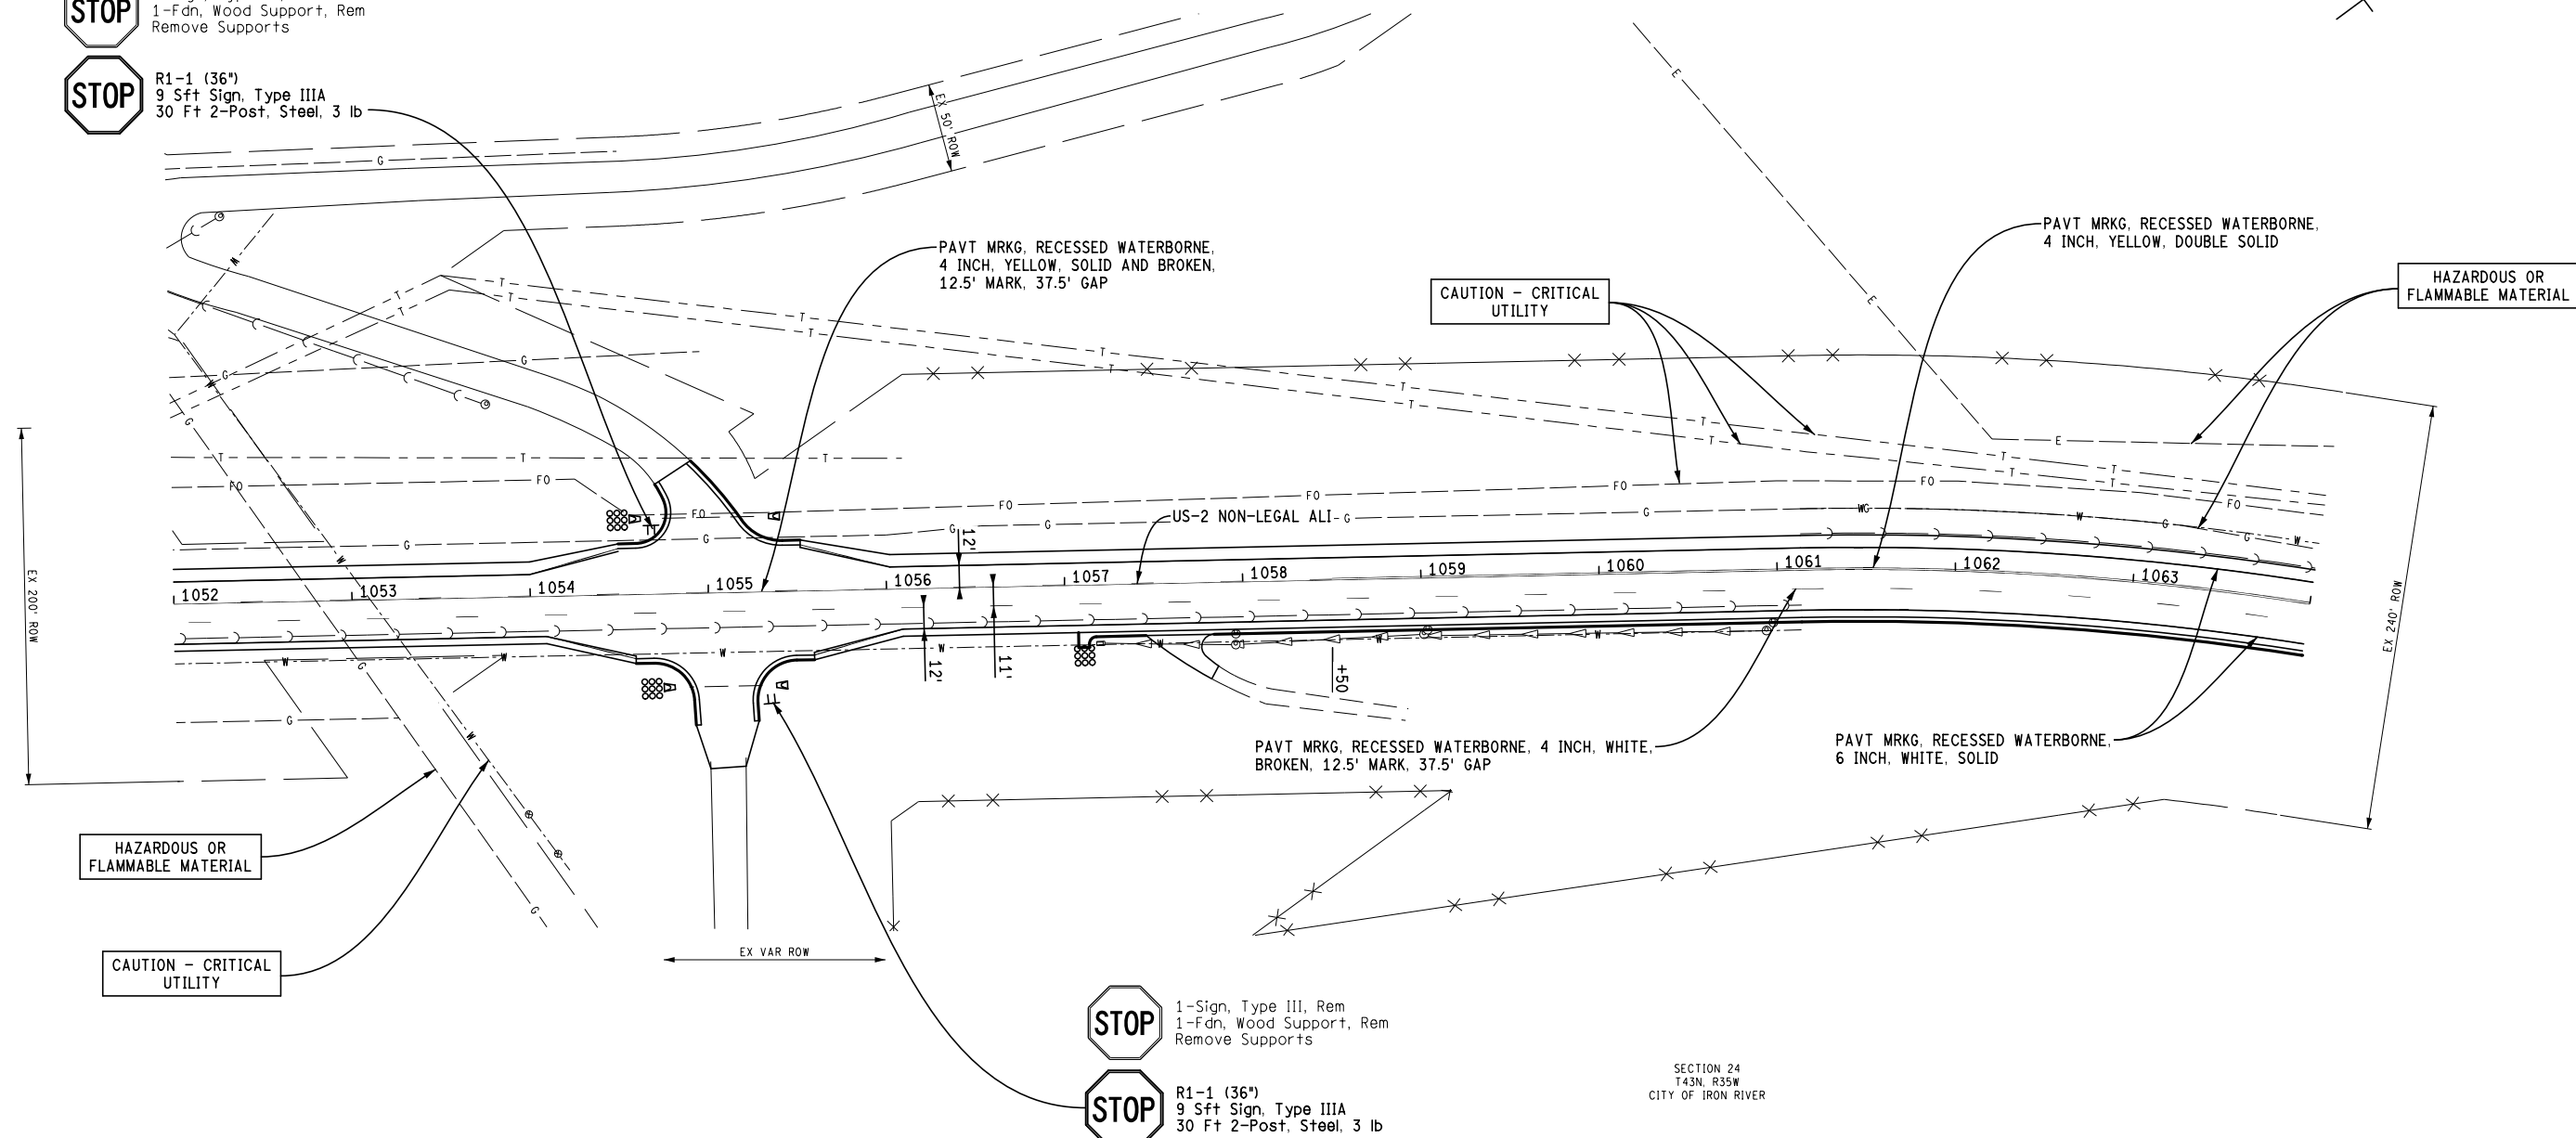 STOP
1-Fdn, Wood Support, Rem
Remove Supports
STOP
R1-1 (36")
9 Sft Sign, Type IIIA
30 Ft 2-Post, Steel, 3 lb
EX 50' ROW
PAVT MRKG, RECESSED WATERBORNE,
4 INCH, YELLOW, SOLID AND BROKEN,
12.5' MARK, 37.5' GAP
CAUTION - CRITICAL
UTILITY
PAVT MRKG, RECESSED WATERBORNE,
4 INCH, YELLOW, DOUBLE SOLID
HAZARDOUS OR
FLAMMABLE MATERIAL
US-2 NON-LEGAL ALI
12'
1052
1053
1054
1055
1056
1057
1058
1059
1060
1061
1062
1063
12'
11'
+50
EX 200' ROW
EX 240' ROW
PAVT MRKG, RECESSED WATERBORNE, 4 INCH, WHITE,
BROKEN, 12.5' MARK, 37.5' GAP
PAVT MRKG, RECESSED WATERBORNE,
6 INCH, WHITE, SOLID
HAZARDOUS OR
FLAMMABLE MATERIAL
CAUTION - CRITICAL
UTILITY
EX VAR ROW
STOP
1-Sign, Type III, Rem
1-Fdn, Wood Support, Rem
Remove Supports
STOP
R1-1 (36")
9 Sft Sign, Type IIIA
30 Ft 2-Post, Steel, 3 lb
SECTION 24
T43N, R35W
CITY OF IRON RIVER